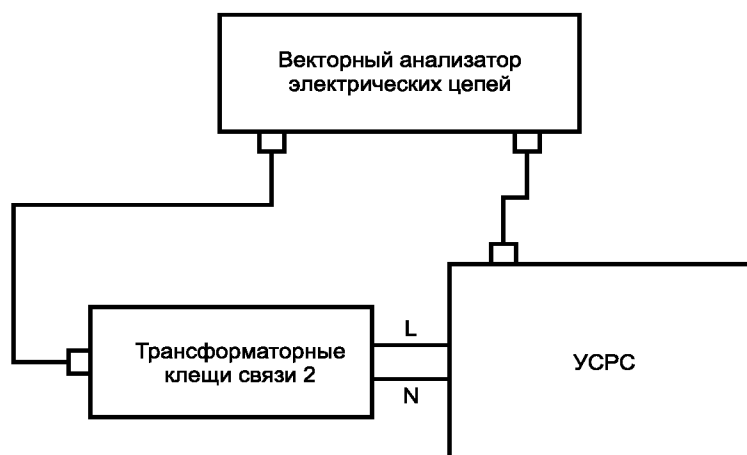 Векторный анализатор
электрических цепей
Трансформаторные
клещи связи 2
L
N
УСРС